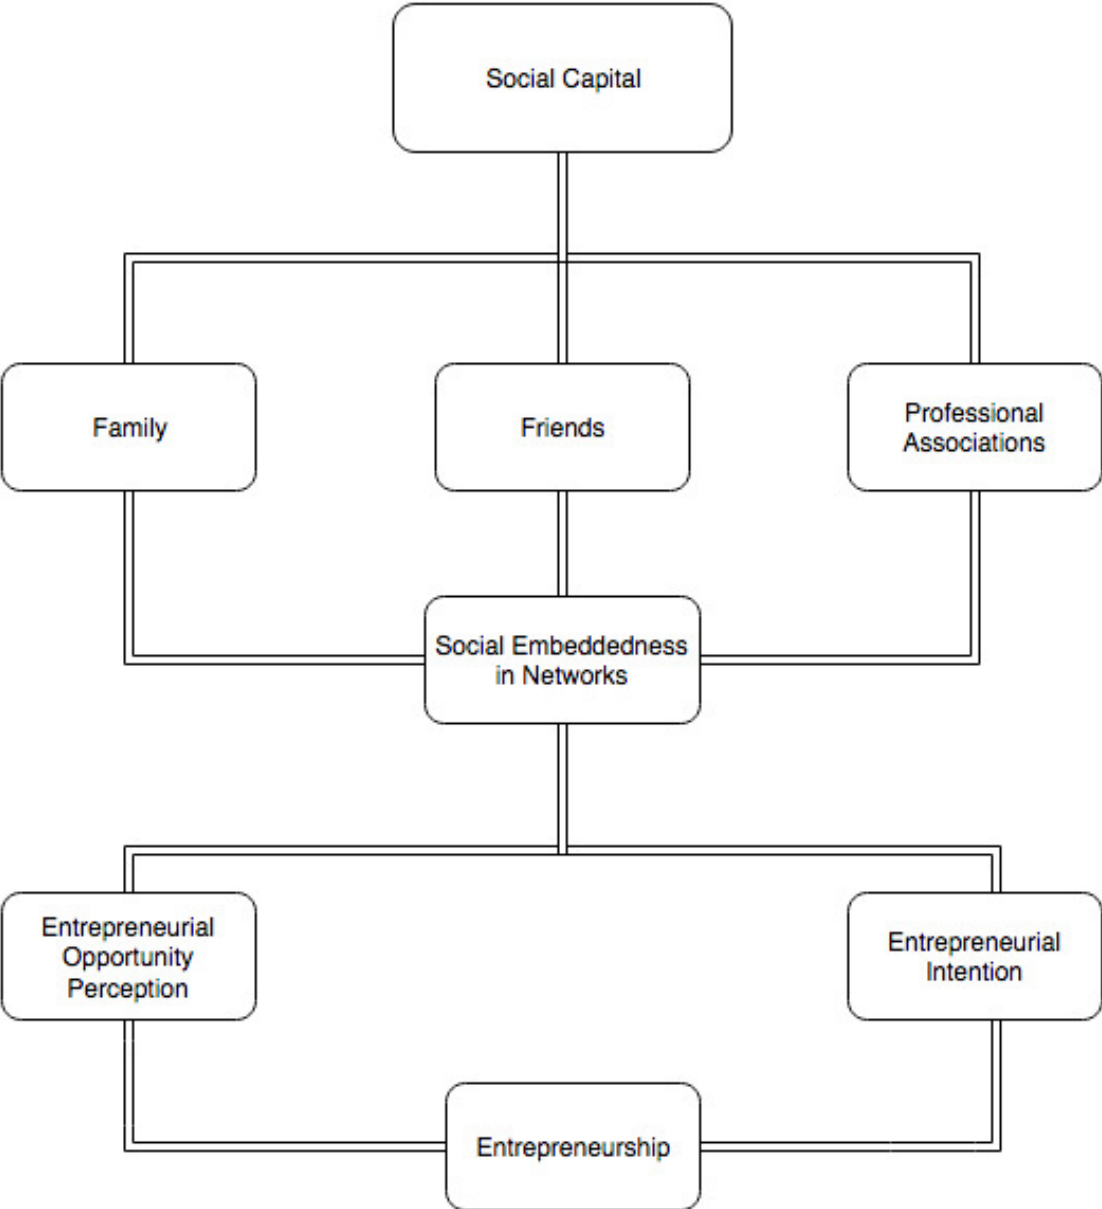 Social Capital
Family
Friends
Professional
Associations
Social Embeddedness
in Networks
Entrepreneurial
Opportunity
Perception
Entrepreneurial
Intention
Entrepreneurship